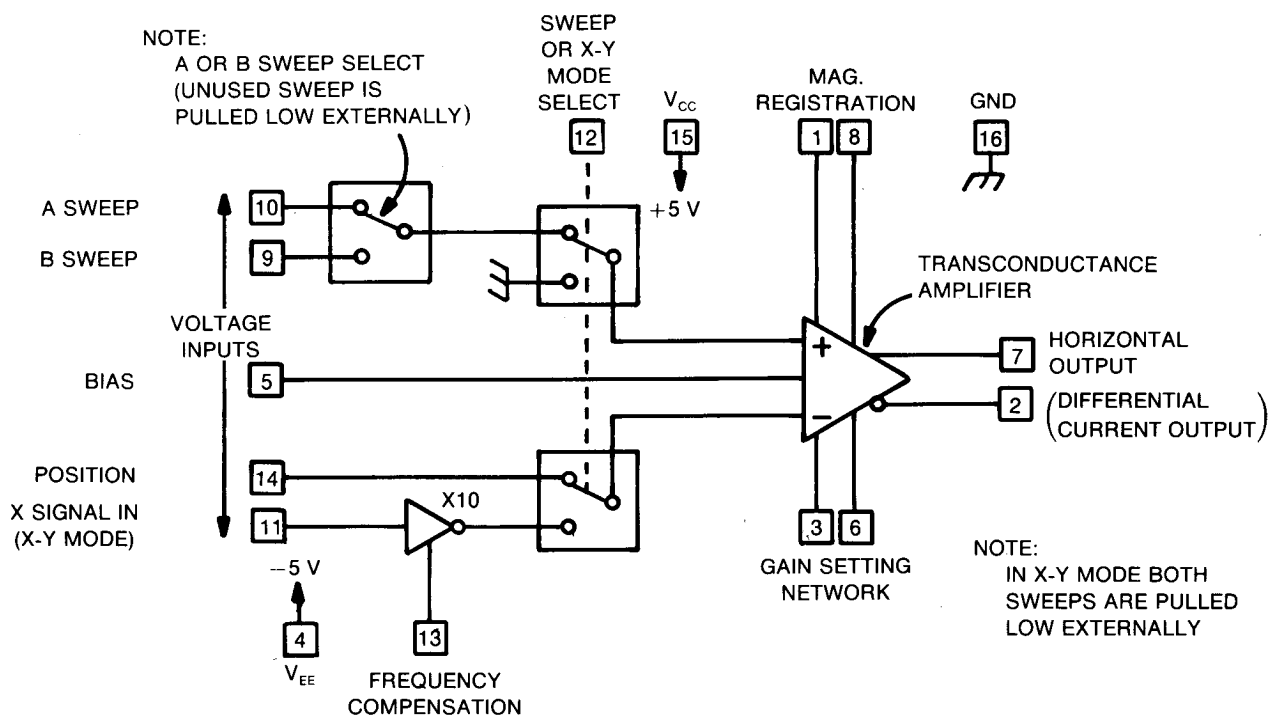 NOTE:
A OR B SWEEP SELECT
(UNUSED SWEEP IS
PULLED LOW EXTERNALLY)
SWEEP
OR X-Y
MODE
SELECT
12
VCC
15
+5 V
MAG.
REGISTRATION
1 8
GND
16
A SWEEP 10
B SWEEP 9
VOLTAGE
INPUTS
BIAS 5
POSITION 14
X SIGNAL IN
(X-Y MODE)
11
X10
−5 V
4
VEE
13
FREQUENCY
COMPENSATION
TRANSCONDUCTANCE
AMPLIFIER
+
−
7 HORIZONTAL
OUTPUT
2 (DIFFERENTIAL
CURRENT OUTPUT)
3 6
GAIN SETTING
NETWORK
NOTE:
IN X-Y MODE BOTH
SWEEPS ARE PULLED
LOW EXTERNALLY